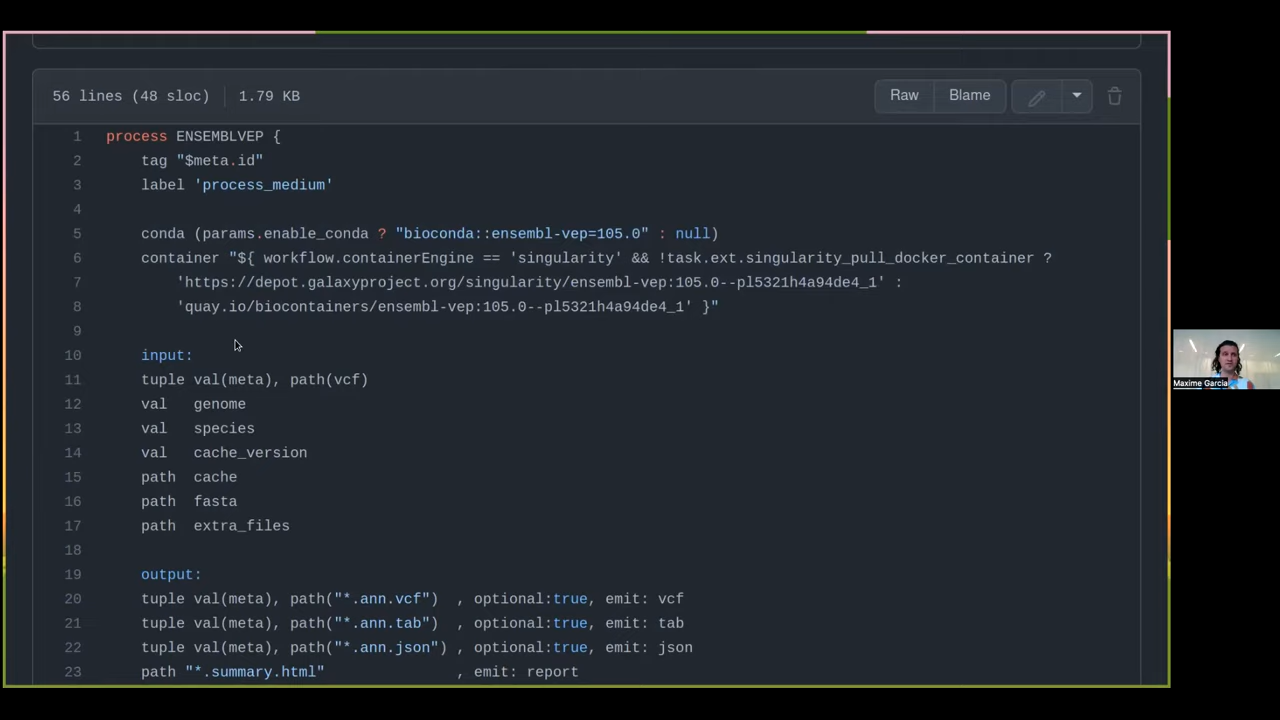 56 lines (48 sloc) 1.79 KB Raw Blame
1 process ENSEMBLVEP {
2 tag "$meta.id"
3 label 'process_medium'
4
5 conda (params.enable_conda ? "bioconda::ensembl-vep=105.0" : null)
6 container "${ workflow.containerEngine == 'singularity' && !task.ext.singularity_pull_docker_container ?
7 'https://depot.galaxyproject.org/singularity/ensembl-vep:105.0--pl5321h4a94de4_1' :
8 'quay.io/biocontainers/ensembl-vep:105.0--pl5321h4a94de4_1' }"
9
10 input:
11 tuple val(meta), path(vcf)
12 val genome
13 val species
14 val cache_version
15 path cache
16 path fasta
17 path extra_files
18
19 output:
20 tuple val(meta), path("*.ann.vcf") , optional:true, emit: vcf
21 tuple val(meta), path("*.ann.tab") , optional:true, emit: tab
22 tuple val(meta), path("*.ann.json") , optional:true, emit: json
23 path "*.summary.html" , emit: report
Maxime Garcia